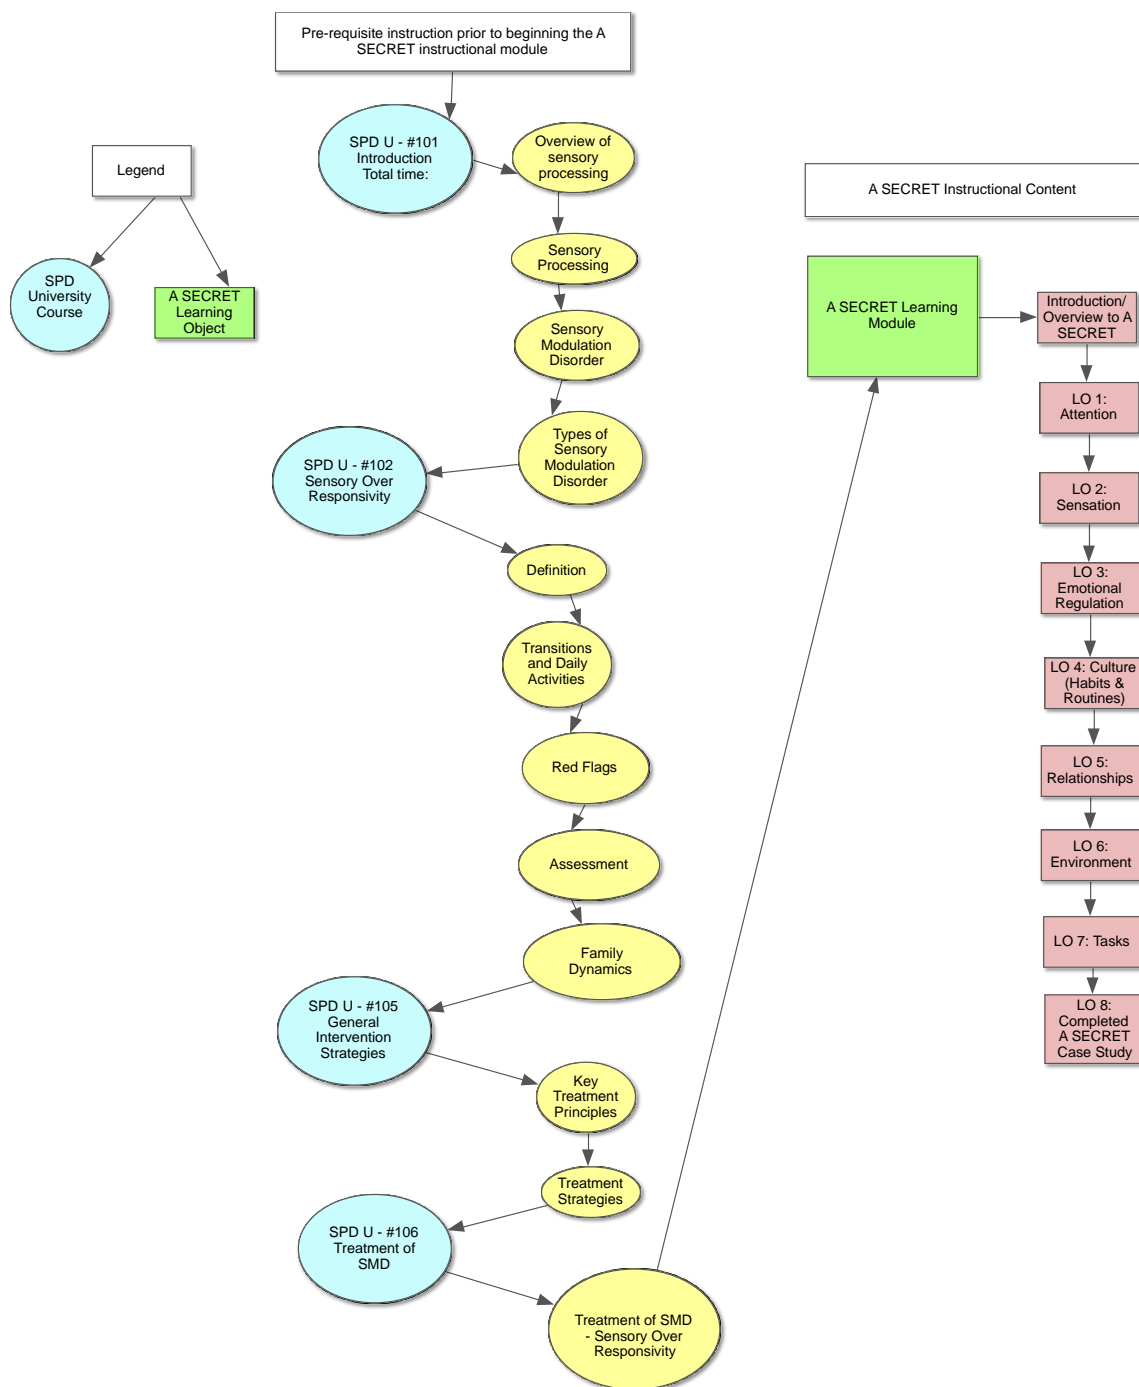 Pre-requisite instruction prior to beginning the A
SECRET instructional module
SPD U - #101
Introduction
Total time:
Overview of
sensory
processing
Sensory
Processing
Sensory
Modulation
Disorder
Types of
Sensory
Modulation
Disorder
SPD U - #102
Sensory Over
Responsivity
Definition
Transitions
and Daily
Activities
Red Flags
Assessment
Family
Dynamics
SPD U - #105
General
Intervention
Strategies
Key
Treatment
Principles
Treatment
Strategies
SPD U - #106
Treatment of
SMD
Treatment of SMD
- Sensory Over
Responsivity
Legend
SPD
University
Course
A SECRET
Learning
Object
A SECRET Instructional Content
A SECRET Learning
Module
Introduction/
Overview to A
SECRET
LO 1:
Attention
LO 2:
Sensation
LO 3:
Emotional
Regulation
LO 4: Culture
(Habits &
Routines)
LO 5:
Relationships
LO 6:
Environment
LO 7: Tasks
LO 8:
Completed
A SECRET
Case Study